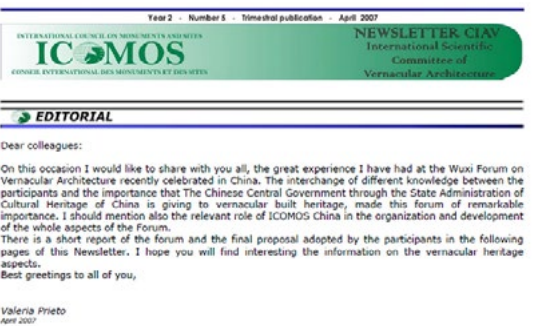 Year 2 - Number 5 - Trimestral publication - April 2007
INTERNATIONAL COUNCIL ON MONUMENTS AND SITES
ICOMOS
CONSEIL INTERNATIONAL DES MONUMENTS ET DES SITES
NEWSLETTER CIAV
International Scientific
Committee of
Vernacular Architecture
EDITORIAL
Dear colleagues:
On this occasion I would like to share with you all, the great experience I have had at the Wuxi Forum on
Vernacular Architecture recently celebrated in China. The interchange of different knowledge between the
participants and the importance that The Chinese Central Government through the State Administration of
Cultural Heritage of China is giving to vernacular built heritage, made this forum of remarkable
importance. I should mention also the relevant role of ICOMOS China in the organization and development
of the whole aspects of the Forum.
There is a short report of the forum and the final proposal adopted by the participants in the following
pages of this Newsletter. I hope you will find interesting the information on the vernacular heritage
aspects.
Best greetings to all of you,
Valeria Prieto
April 2007